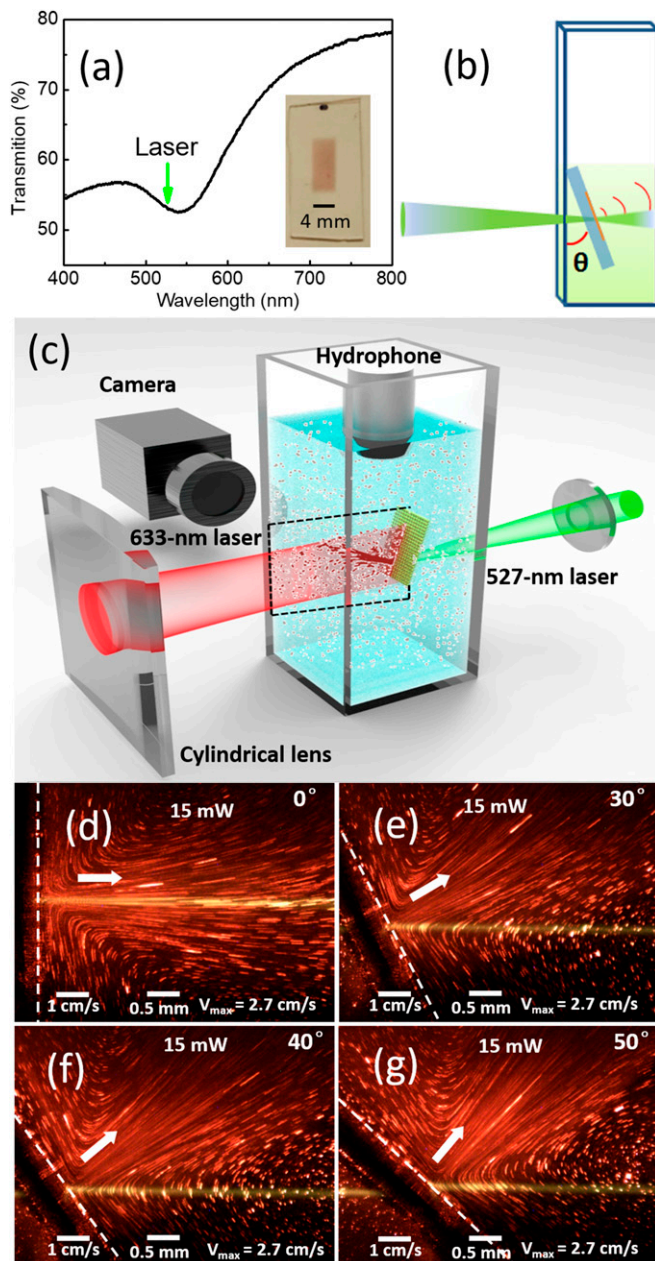 (a)
80
70
60
50
Transmition (%)
Laser
4 mm
400 500 600 700 800
Wavelength (nm)
(b)
θ
(c)
Hydrophone
Camera
633-nm laser
527-nm laser
Cylindrical lens
(d)
15 mW
0°
1 cm/s
0.5 mm
Vmax = 2.7 cm/s
(e)
15 mW
30°
1 cm/s
0.5 mm
Vmax = 2.7 cm/s
(f)
15 mW
40°
1 cm/s
0.5 mm
Vmax = 2.7 cm/s
(g)
15 mW
50°
1 cm/s
0.5 mm
Vmax = 2.7 cm/s